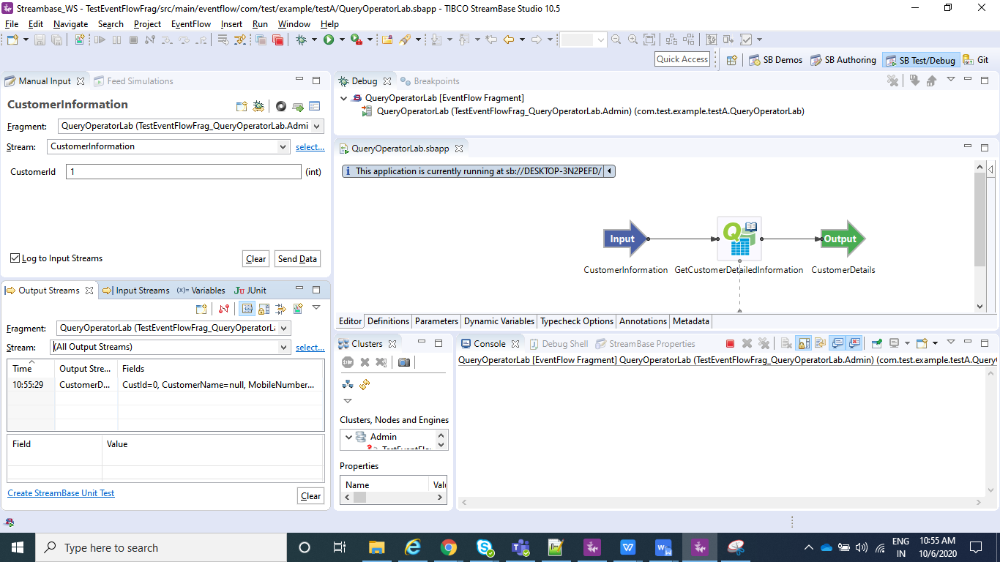 Streambase_WS - TestEventFlowFrag/src/main/eventflow/com/test/example/testA/QueryOperatorLab.sbapp - TIBCO StreamBase Studio 10.5
File Edit Navigate Search Project EventFlow Insert Run Window Help
Quick Access SB Demos SB Authoring SB Test/Debug Git
Manual Input Feed Simulations
CustomerInformation
Fragment: QueryOperatorLab (TestEventFlowFrag_QueryOperatorLab.Admi
Stream: CustomerInformation select...
CustomerId 1 (int)
Log to Input Streams Clear Send Data
Output Streams Input Streams (x)= Variables Ju JUnit
Fragment: QueryOperatorLab (TestEventFlowFrag_QueryOperatorLa
Stream: (All Output Streams) select...
Time Output Stre... Fields
10:55:29 CustomerD... CustId=0, CustomerName=null, MobileNumber...
Field Value
Create StreamBase Unit Test Clear
Debug Breakpoints
QueryOperatorLab [EventFlow Fragment]
QueryOperatorLab (TestEventFlowFrag_QueryOperatorLab.Admin) (com.test.example.testA.QueryOperatorLab)
QueryOperatorLab.sbapp
i This application is currently running at sb://DESKTOP-3N2PEFD/
Input Q Output
CustomerInformation GetCustomerDetailedInformation CustomerDetails
Editor Definitions Parameters Dynamic Variables Typecheck Options Annotations Metadata
Clusters
STOP
Clusters, Nodes and Engines
Admin
Properties
Name Valu
Console Debug Shell StreamBase Properties
QueryOperatorLab [EventFlow Fragment] QueryOperatorLab (TestEventFlowFrag_QueryOperatorLab.Admin) (com.test.example.testA.Query
Type here to search
ENG
IN
10:55 AM
10/6/2020